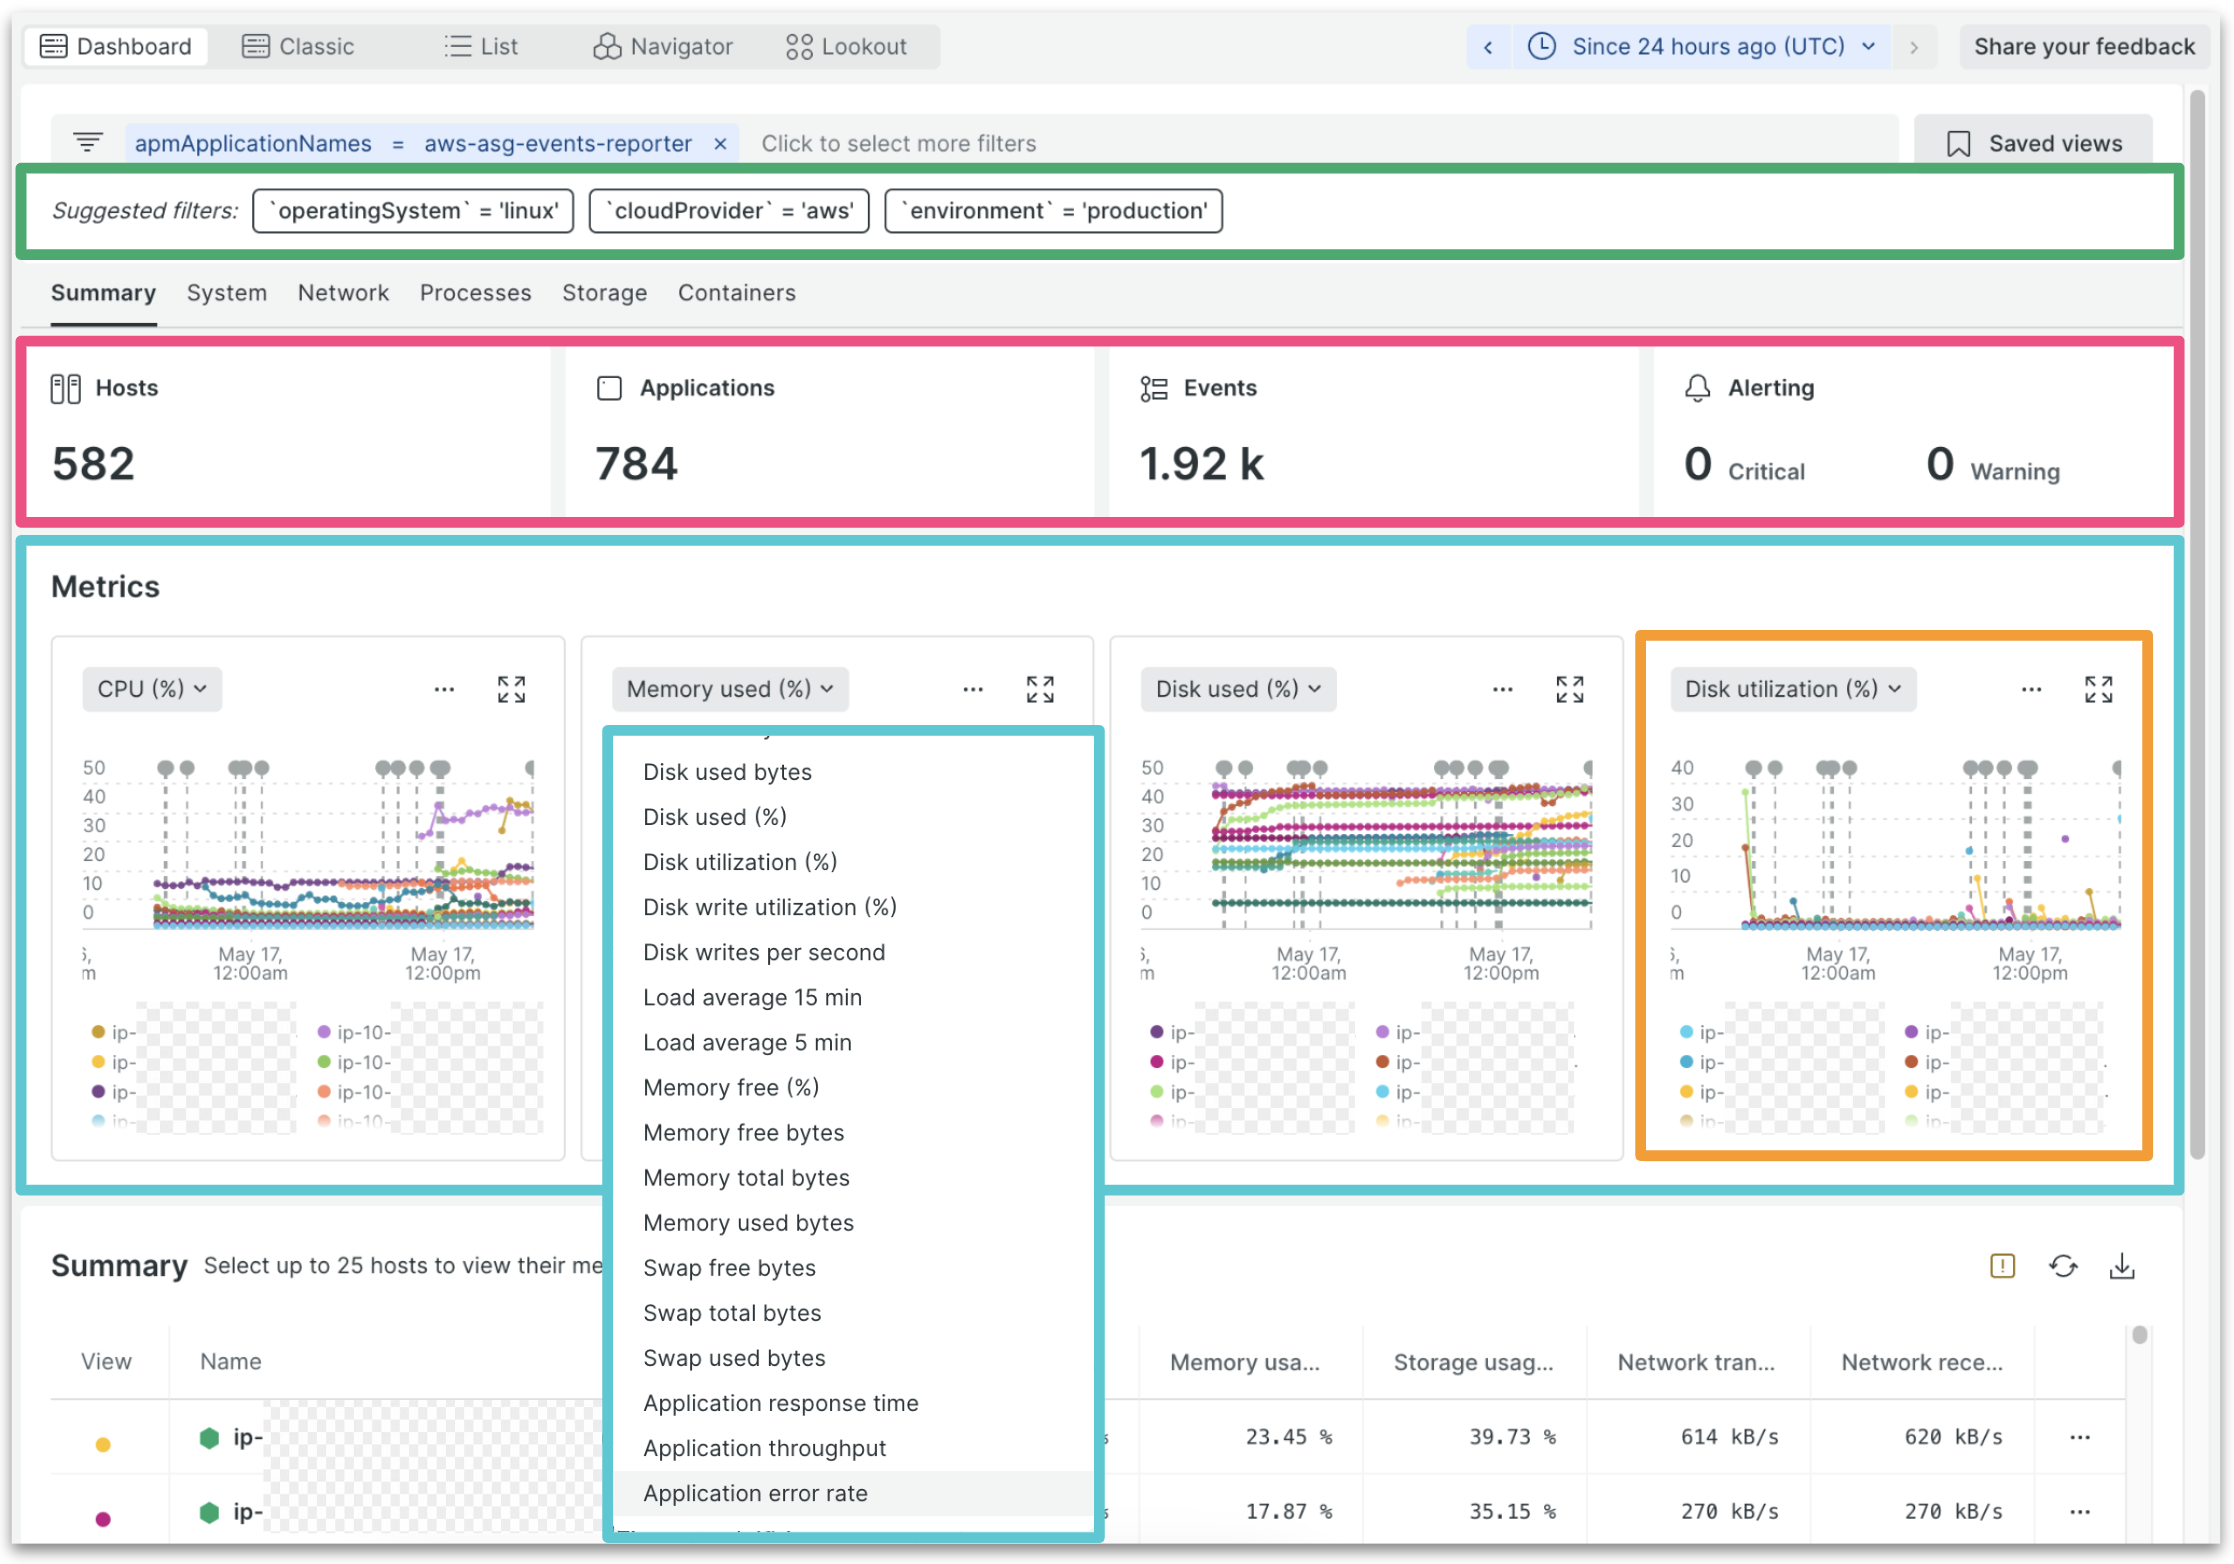 Dashboard Classic List Navigator Lookout Since 24 hours ago (UTC) Share your feedback
apmApplicationNames = aws-asg-events-reporter × Click to select more filters Saved views
Suggested filters: `operatingSystem` = 'linux' `cloudProvider` = 'aws' `environment` = 'production'
Summary System Network Processes Storage Containers
Hosts Applications Events Alerting
582 784 1.92 k 0 Critical 0 Warning
Metrics
CPU (%) Memory used (%) Disk used (%) Disk utilization (%)
50
40
30
20
10
0
6, May 17, May 17,
m 12:00am 12:00pm
ip- ip-10-
ip- ip-10-
ip- ip-10-
ip- ip-10-
Disk used bytes
Disk used (%)
Disk utilization (%)
Disk write utilization (%)
Disk writes per second
Load average 15 min
Load average 5 min
Memory free (%)
Memory free bytes
Memory total bytes
Memory used bytes
Swap free bytes
Swap total bytes
Swap used bytes
Application response time
Application throughput
Application error rate
50
40
30
20
10
0
6, May 17, May 17,
m 12:00am 12:00pm
ip- ip-
ip- ip-
ip- ip-
ip- ip-
40
30
20
10
0
6, May 17, May 17,
m 12:00am 12:00pm
ip- ip-
ip- ip-
ip- ip-
ip- ip-
Summary Select up to 25 hosts to view their me
View Name Memory usa... Storage usag... Network tran... Network rece...
ip- 23.45 % 39.73 % 614 kB/s 620 kB/s
ip- 17.87 % 35.15 % 270 kB/s 270 kB/s